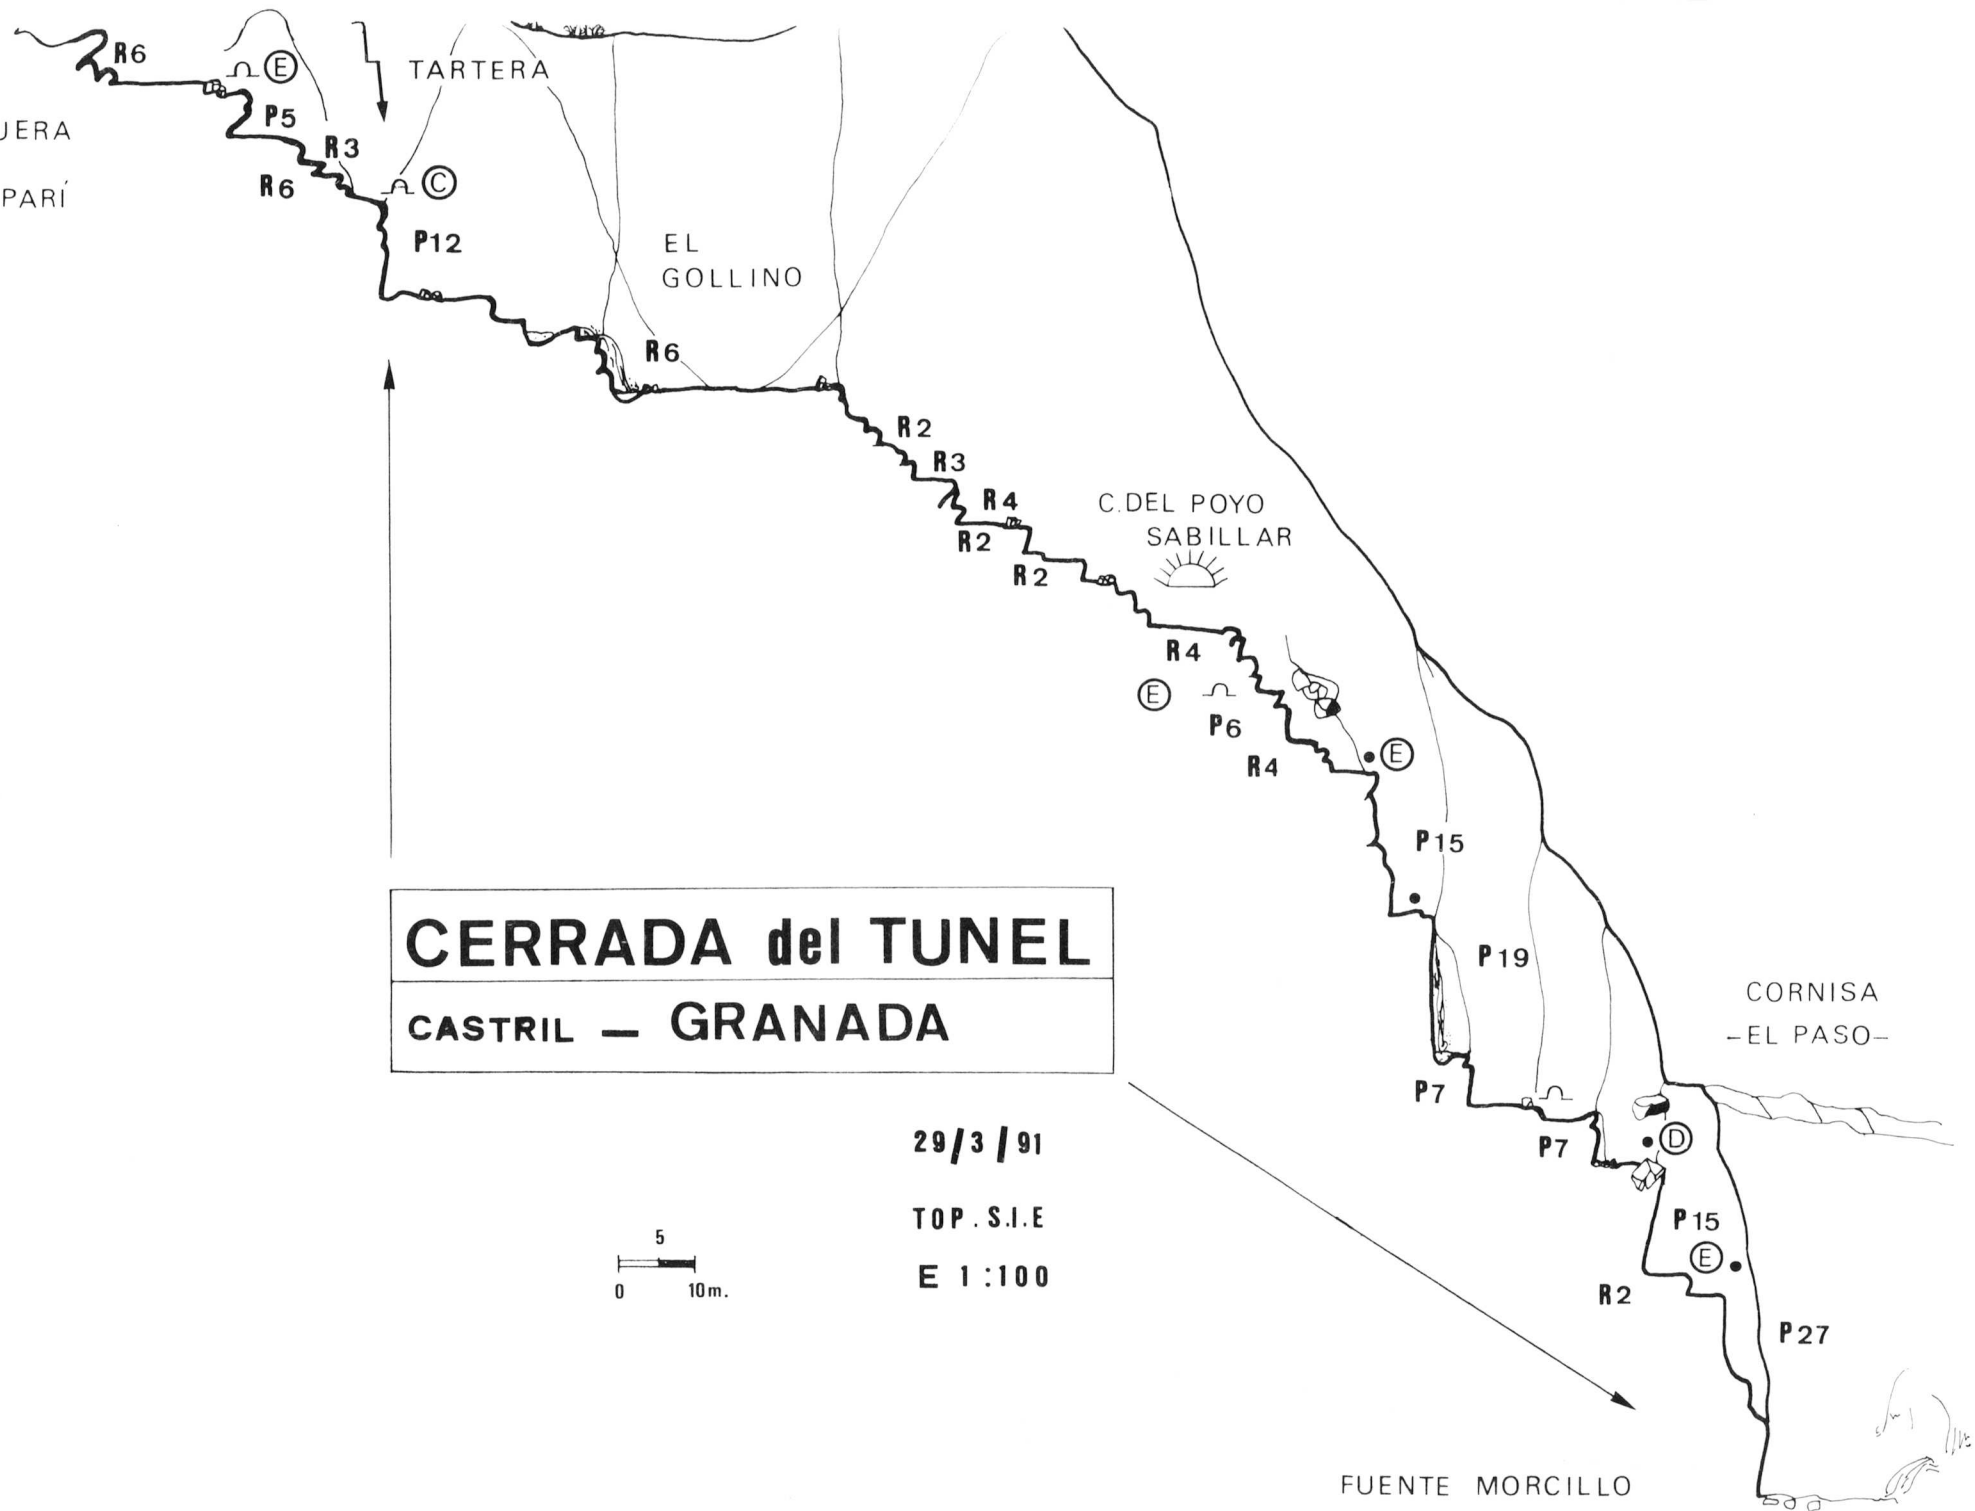 R6
E
TARTERA
P5
UERA
R3
R6
C
PARÍ
P12
EL
GOLLINO
R6
R2
R3
R4
C. DEL POYO
SABILLAR
R2
R2
R4
E
P6
E
R4
P15
CERRADA del TUNEL
CASTRIL — GRANADA
P19
CORNISA
-EL PASO-
P7
29/3/91
D
P7
TOP. S.I.E
P15
5
E
E 1:100
0 10m.
R2
P27
FUENTE MORCILLO